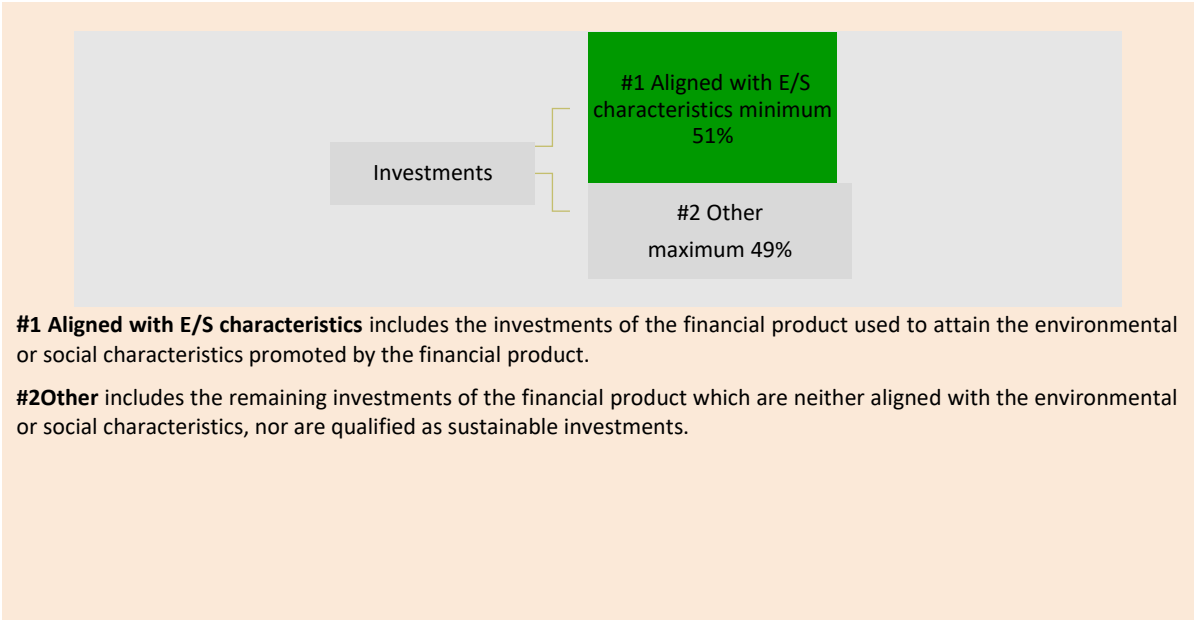 #1 Aligned with E/S
characteristics minimum
51%
Investments
#2 Other
maximum 49%
#1 Aligned with E/S characteristics includes the investments of the financial product used to attain the environmental
or social characteristics promoted by the financial product.
#2Other includes the remaining investments of the financial product which are neither aligned with the environmental
or social characteristics, nor are qualified as sustainable investments.